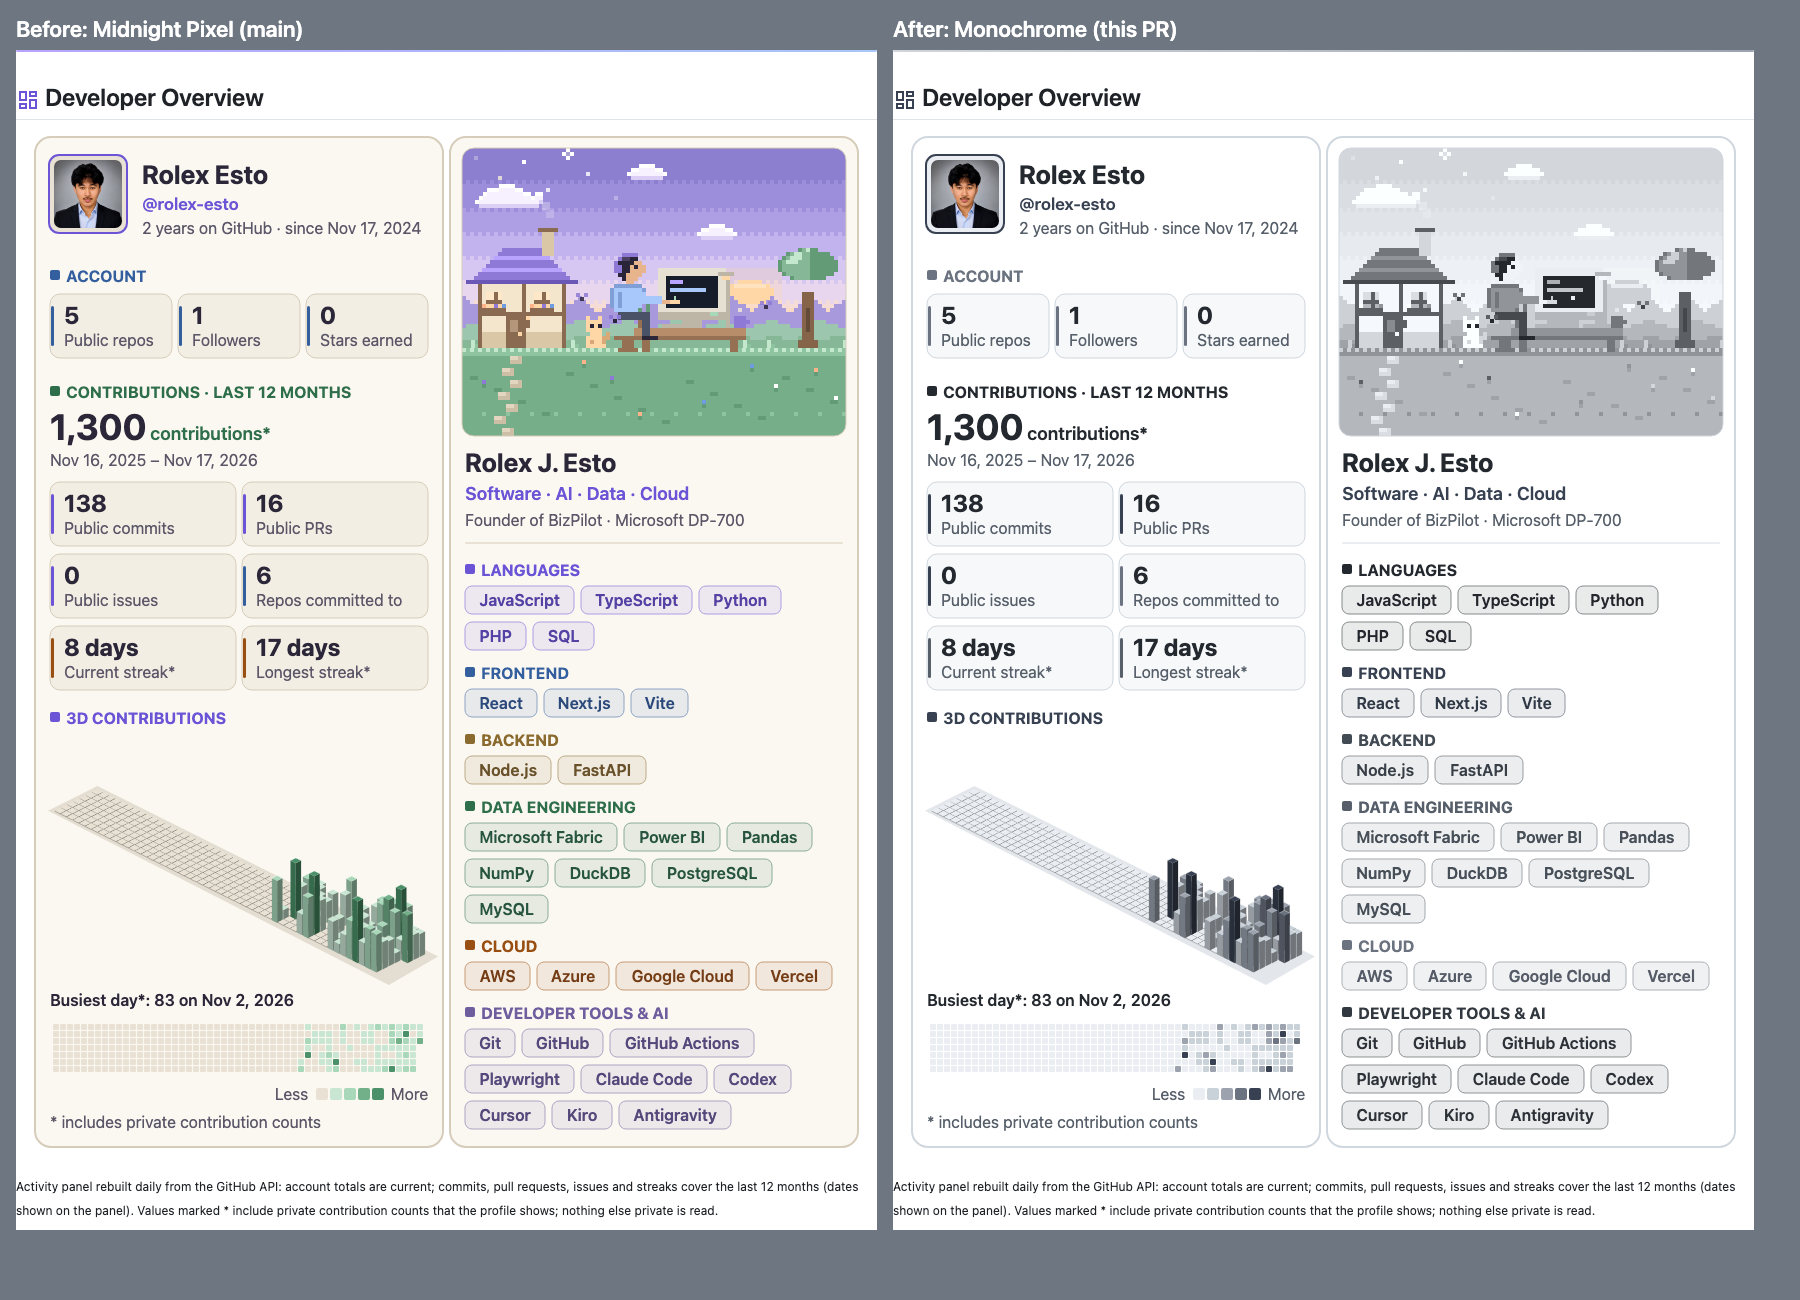 Before: Midnight Pixel (main)
Developer Overview
Rolex Esto
@rolex-esto
2 years on GitHub · since Nov 17, 2024
ACCOUNT
5
Public repos
1
Followers
0
Stars earned
CONTRIBUTIONS · LAST 12 MONTHS
1,300 contributions*
Nov 16, 2025 – Nov 17, 2026
138
Public commits
16
Public PRs
0
Public issues
6
Repos committed to
8 days
Current streak*
17 days
Longest streak*
3D CONTRIBUTIONS
Busiest day*: 83 on Nov 2, 2026
Less More
* includes private contribution counts
Rolex J. Esto
Software · AI · Data · Cloud
Founder of BizPilot · Microsoft DP-700
LANGUAGES
JavaScript TypeScript Python
PHP SQL
FRONTEND
React Next.js Vite
BACKEND
Node.js FastAPI
DATA ENGINEERING
Microsoft Fabric Power BI Pandas
NumPy DuckDB PostgreSQL
MySQL
CLOUD
AWS Azure Google Cloud Vercel
DEVELOPER TOOLS & AI
Git GitHub GitHub Actions
Playwright Claude Code Codex
Cursor Kiro Antigravity
Activity panel rebuilt daily from the GitHub API: account totals are current; commits, pull requests, issues and streaks cover the last 12 months (dates
shown on the panel). Values marked * include private contribution counts that the profile shows; nothing else private is read.
After: Monochrome (this PR)
Developer Overview
Rolex Esto
@rolex-esto
2 years on GitHub · since Nov 17, 2024
ACCOUNT
5
Public repos
1
Followers
0
Stars earned
CONTRIBUTIONS · LAST 12 MONTHS
1,300 contributions*
Nov 16, 2025 – Nov 17, 2026
138
Public commits
16
Public PRs
0
Public issues
6
Repos committed to
8 days
Current streak*
17 days
Longest streak*
3D CONTRIBUTIONS
Busiest day*: 83 on Nov 2, 2026
Less More
* includes private contribution counts
Rolex J. Esto
Software · AI · Data · Cloud
Founder of BizPilot · Microsoft DP-700
LANGUAGES
JavaScript TypeScript Python
PHP SQL
FRONTEND
React Next.js Vite
BACKEND
Node.js FastAPI
DATA ENGINEERING
Microsoft Fabric Power BI Pandas
NumPy DuckDB PostgreSQL
MySQL
CLOUD
AWS Azure Google Cloud Vercel
DEVELOPER TOOLS & AI
Git GitHub GitHub Actions
Playwright Claude Code Codex
Cursor Kiro Antigravity
Activity panel rebuilt daily from the GitHub API: account totals are current; commits, pull requests, issues and streaks cover the last 12 months (dates
shown on the panel). Values marked * include private contribution counts that the profile shows; nothing else private is read.